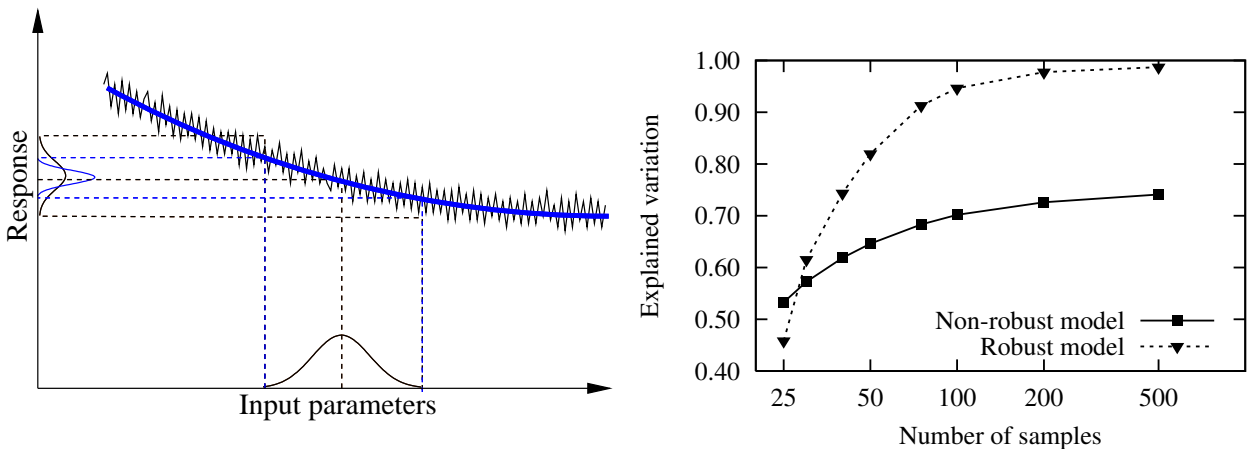 Response
Input parameters
Explained variation
1.00
0.90
0.80
0.70
0.60
0.50
0.40
Non-robust model
Robust model
25 50 100 200 500
Number of samples